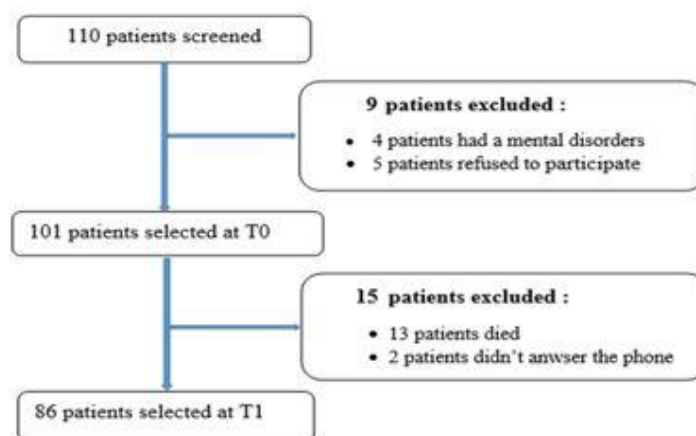 110 patients screened
9 patients excluded :
• 4 patients had a mental disorders
• 5 patients refused to participate
101 patients selected at T0
15 patients excluded :
• 13 patients died
• 2 patients didn't anwser the phone
86 patients selected at T1